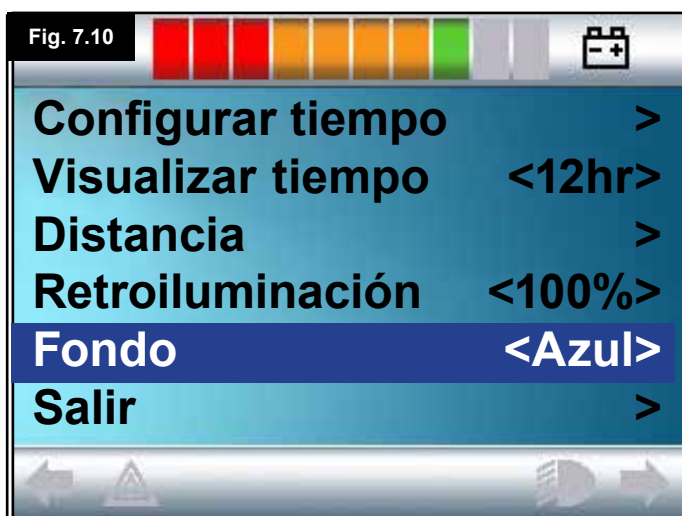 Fig. 7.10
Configurar tiempo >
Visualizar tiempo <12hr>
Distancia >
Retroiluminación <100%>
Fondo <Azul>
Salir >